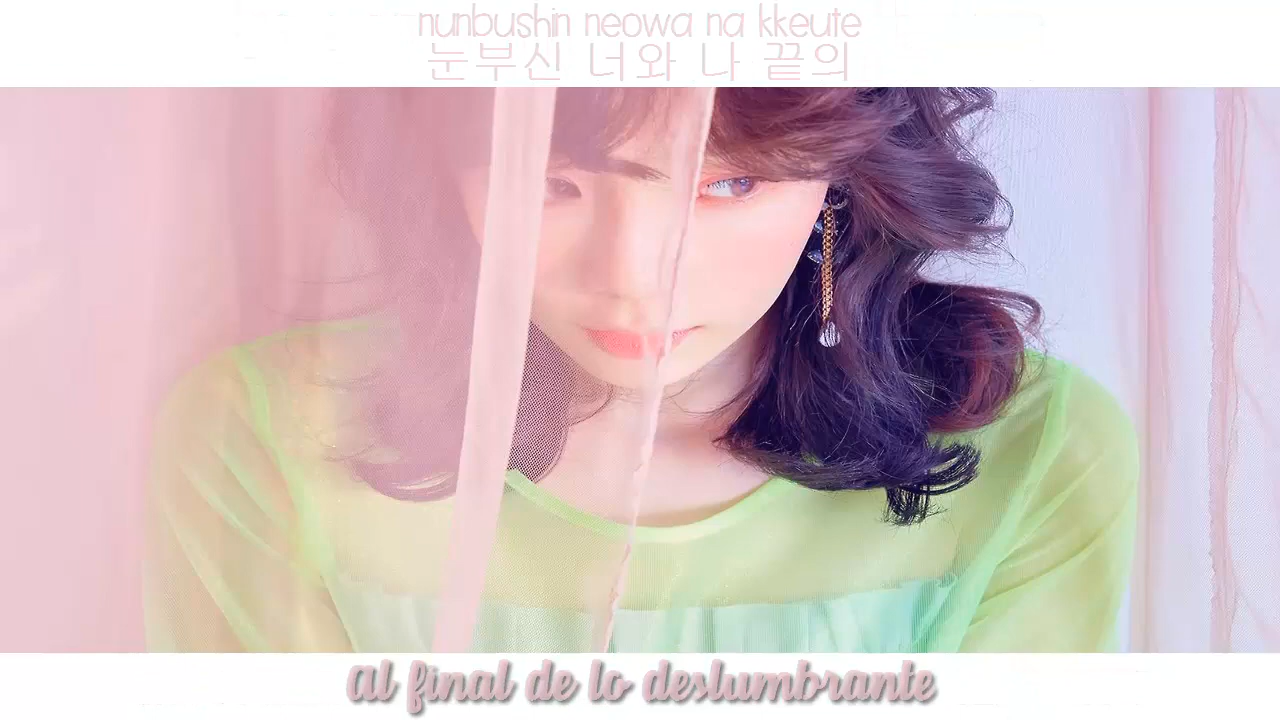 nunbushin neowa na kkeute
눈부신 너와 나 끝의
al final de lo deslumbrante